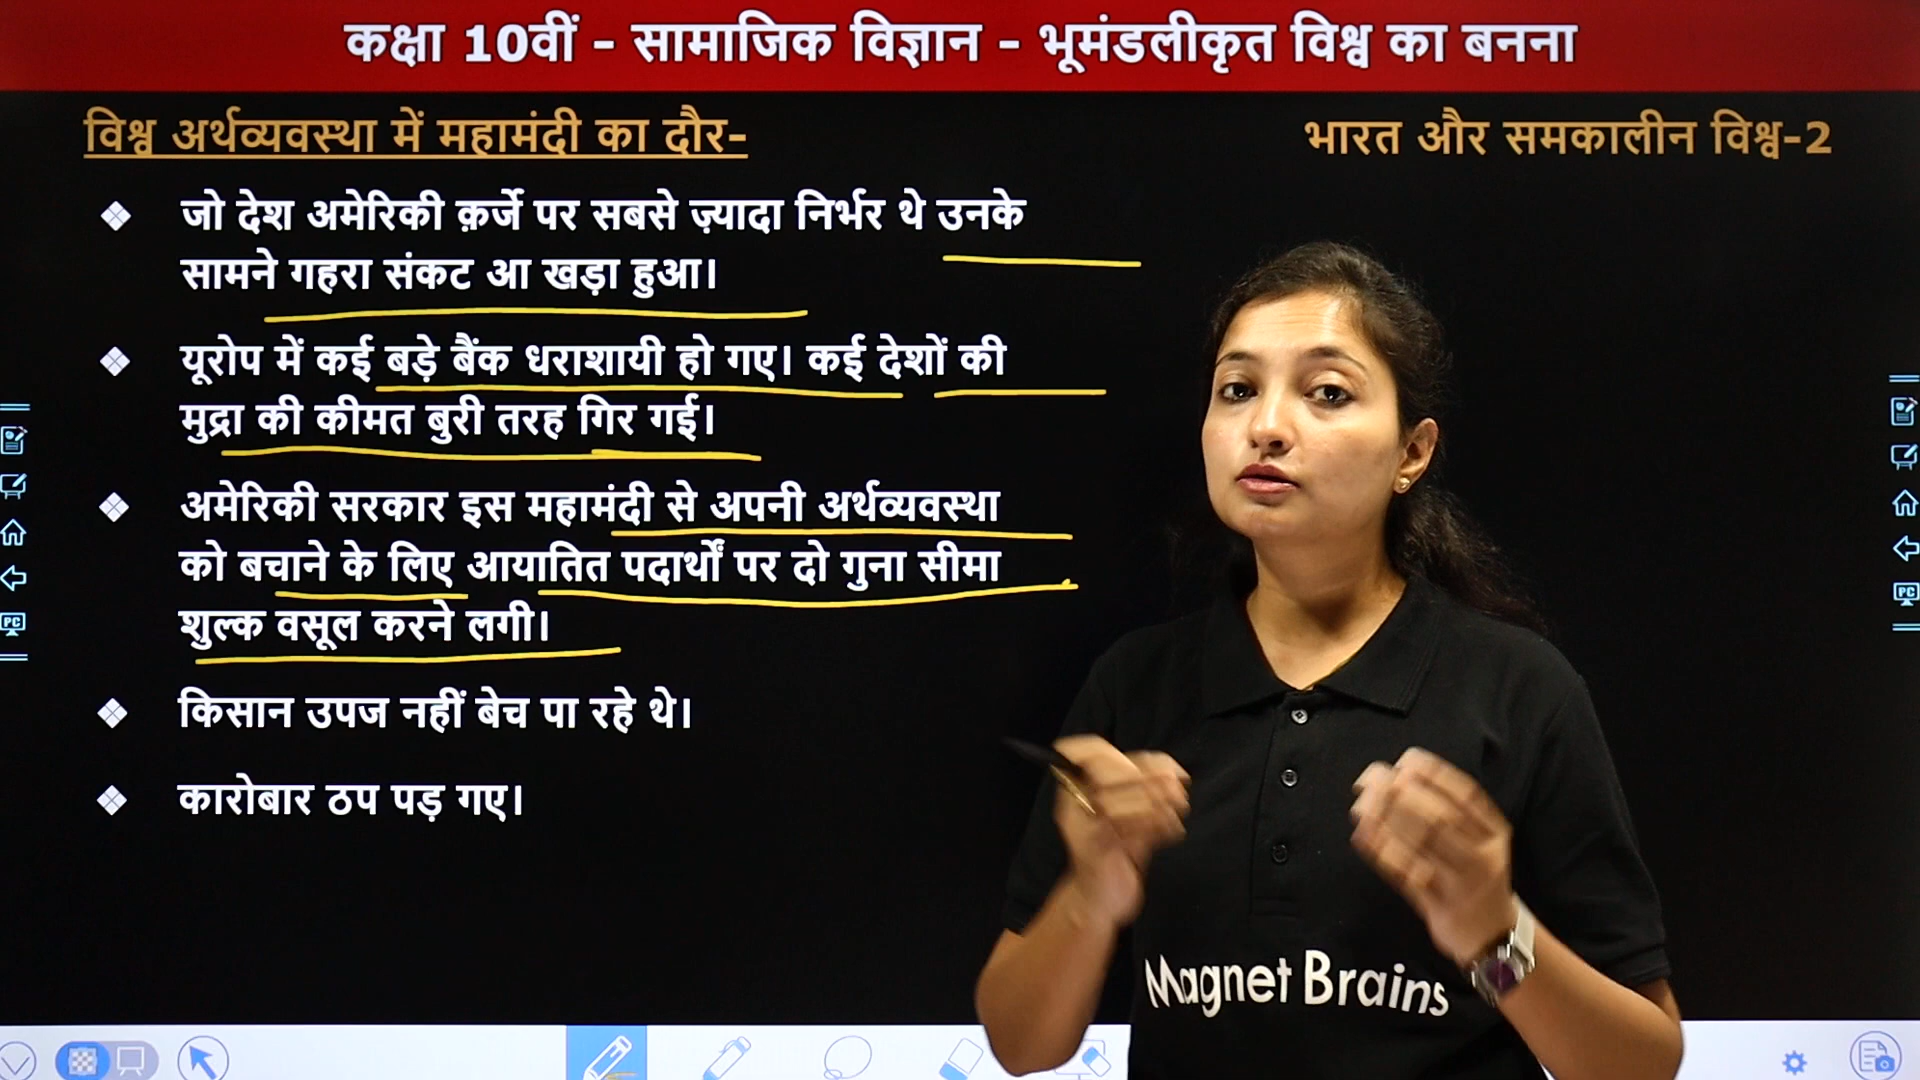 कक्षा 10वीं - सामाजिक विज्ञान - भूमंडलीकृत विश्व का बनना
विश्व अर्थव्यवस्था में महामंदी का दौर-
भारत और समकालीन विश्व-2
❖ जो देश अमेरिकी क़र्जे पर सबसे ज़्यादा निर्भर थे उनके
सामने गहरा संकट आ खड़ा हुआ।
❖ यूरोप में कई बड़े बैंक धराशायी हो गए। कई देशों की
मुद्रा की कीमत बुरी तरह गिर गई।
❖ अमेरिकी सरकार इस महामंदी से अपनी अर्थव्यवस्था
को बचाने के लिए आयातित पदार्थों पर दो गुना सीमा
शुल्क वसूल करने लगी।
❖ किसान उपज नहीं बेच पा रहे थे।
❖ कारोबार ठप पड़ गए।
Magnet Brains
PC
PC